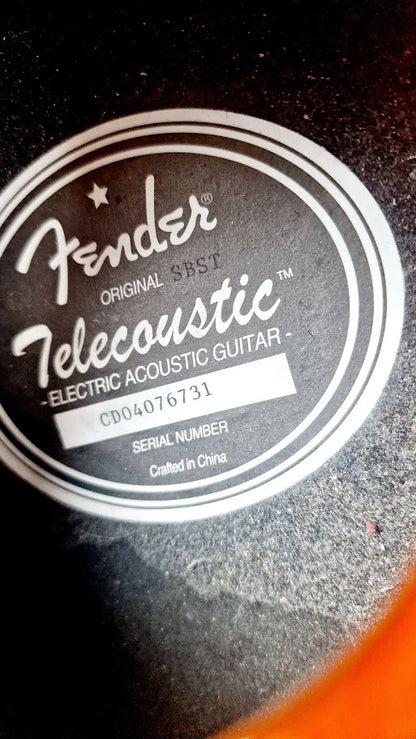 Fender®
ORIGINAL SBST
Telecoustic™
- ELECTRIC ACOUSTIC GUITAR -
CD04076731
SERIAL NUMBER
Crafted in China